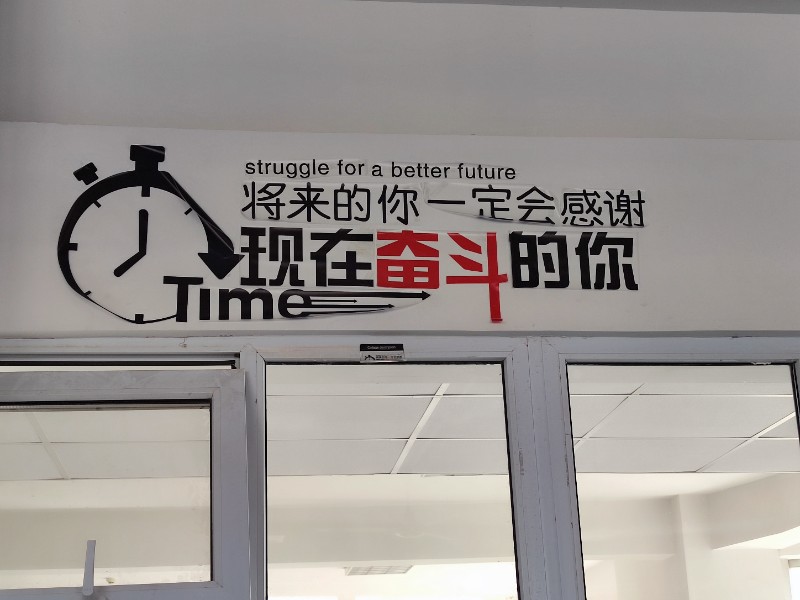 struggle for a better future
将来的你一定会感谢
现在奋斗的你
Time